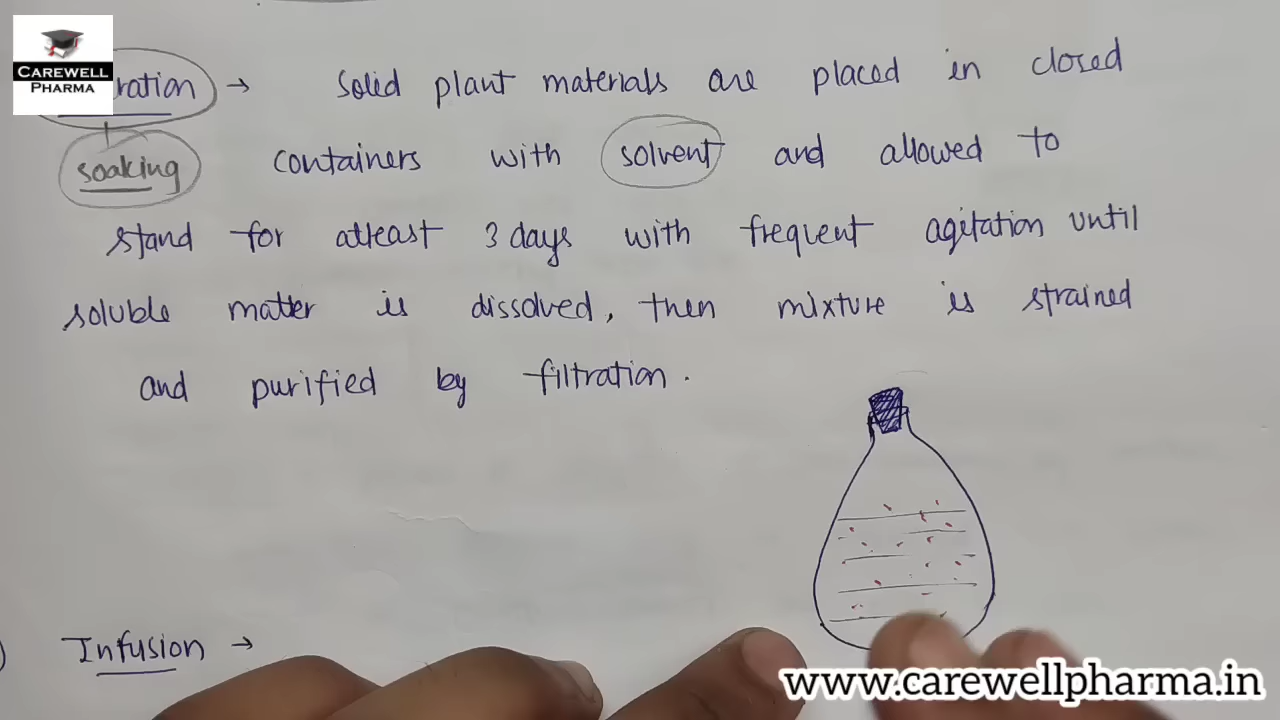 CAREWELL
PHARMA
ration → Solid plant materials are placed in closed
soaking containers with solvent and allowed to
stand for atleast 3 days with frequent agitation until
soluble matter is dissolved, then mixture is strained
and purified by filtration.
) Infusion →
www.carewellpharma.in